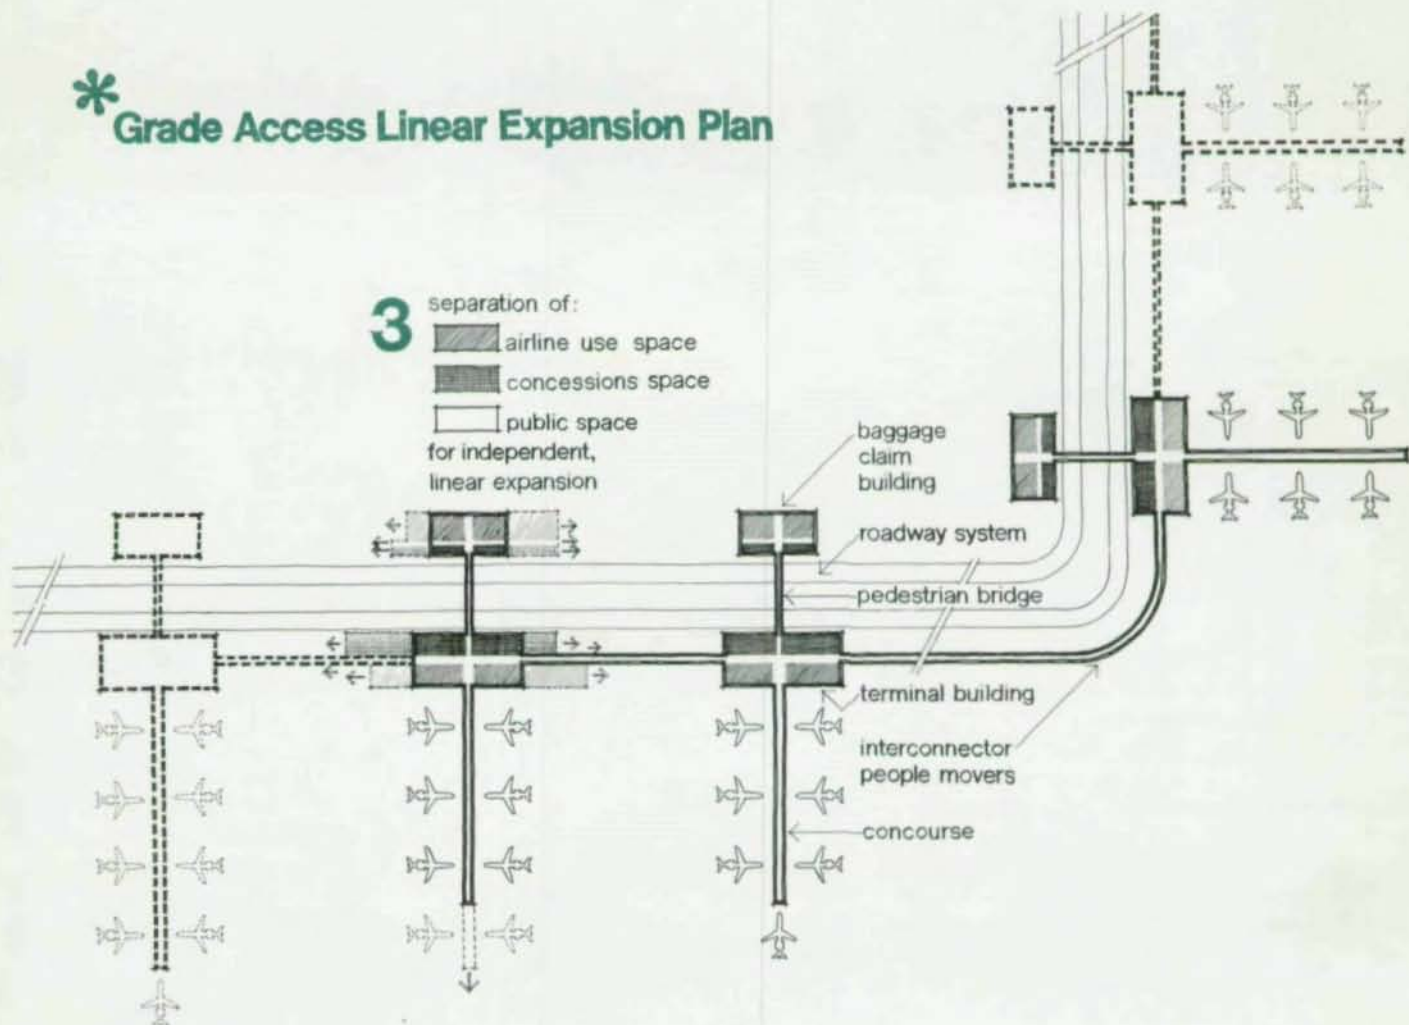 *Grade Access Linear Expansion Plan
3
separation of:
airline use space
concessions space
public space
for independent,
linear expansion
baggage
claim
building
roadway system
pedestrian bridge
terminal building
interconnector
people movers
concourse